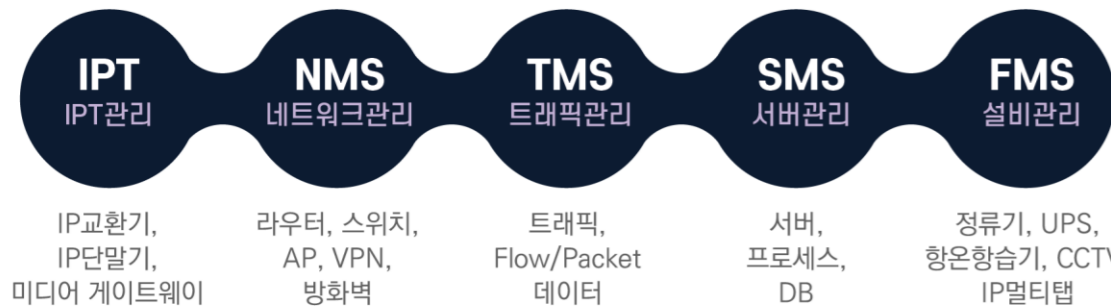 IPT
IPT관리
NMS
네트워크관리
TMS
트래픽관리
SMS
서버관리
FMS
설비관리
IP교환기,
IP단말기,
미디어 게이트웨이
라우터, 스위치,
AP, VPN,
방화벽
트래픽,
Flow/Packet
데이터
서버,
프로세스,
DB
정류기, UPS,
항온항습기, CCTV
IP멀티탭